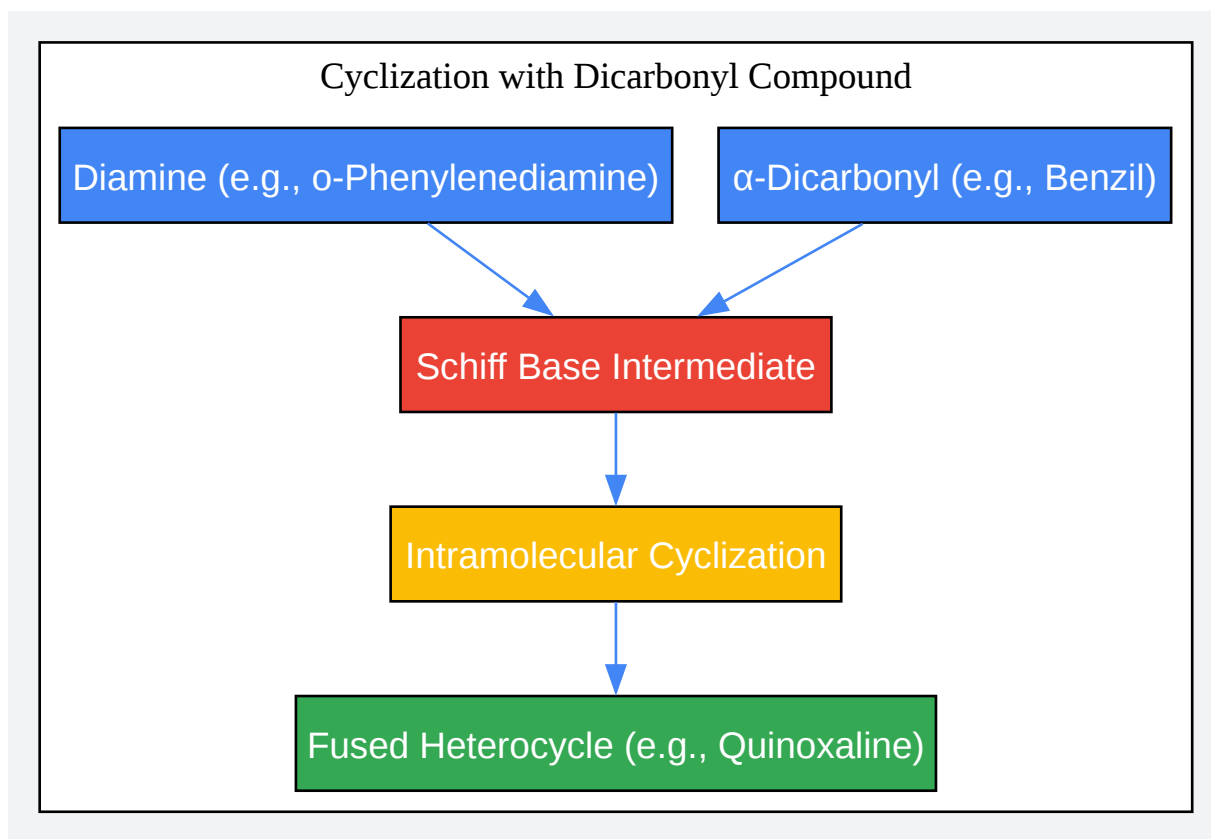 Cyclization with Dicarbonyl Compound
Diamine (e.g., o-Phenylenediamine)
α-Dicarbonyl (e.g., Benzil)
Schiff Base Intermediate
Intramolecular Cyclization
Fused Heterocycle (e.g., Quinoxaline)